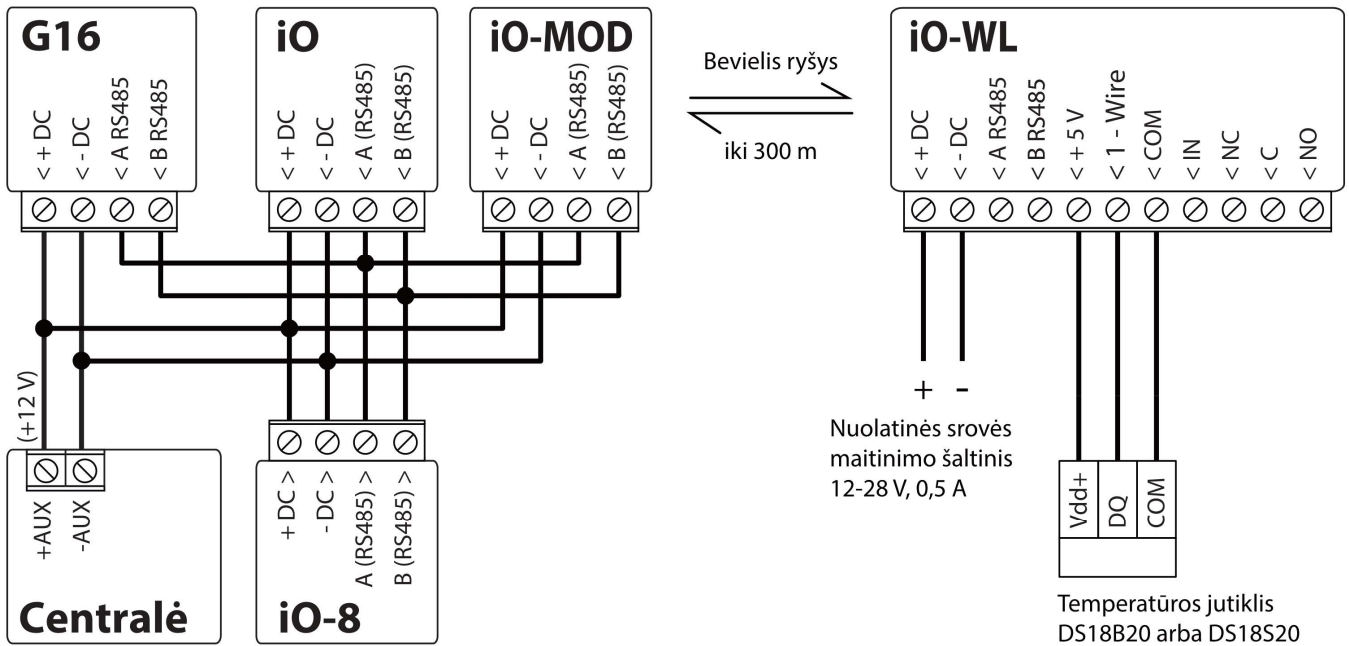 G16
< + DC
< - DC
< A RS485
< B RS485
iO
< + DC
< - DC
< A (RS485)
< B (RS485)
iO-MOD
< + DC
< - DC
< A (RS485)
< B (RS485)
Bevielis ryšys
iki 300 m
iO-WL
< + DC
< - DC
< A RS485
< B RS485
< + 5 V
< 1 - Wire
< COM
< IN
< NC
< C
< NO
(+12 V)
+AUX
-AUX
Centralė
+ DC >
- DC >
A (RS485) >
B (RS485) >
iO-8
+ -
Nuolatinės srovės
maitinimo šaltinis
12-28 V, 0,5 A
Vdd+
DQ
COM
Temperatūros jutiklis
DS18B20 arba DS18S20